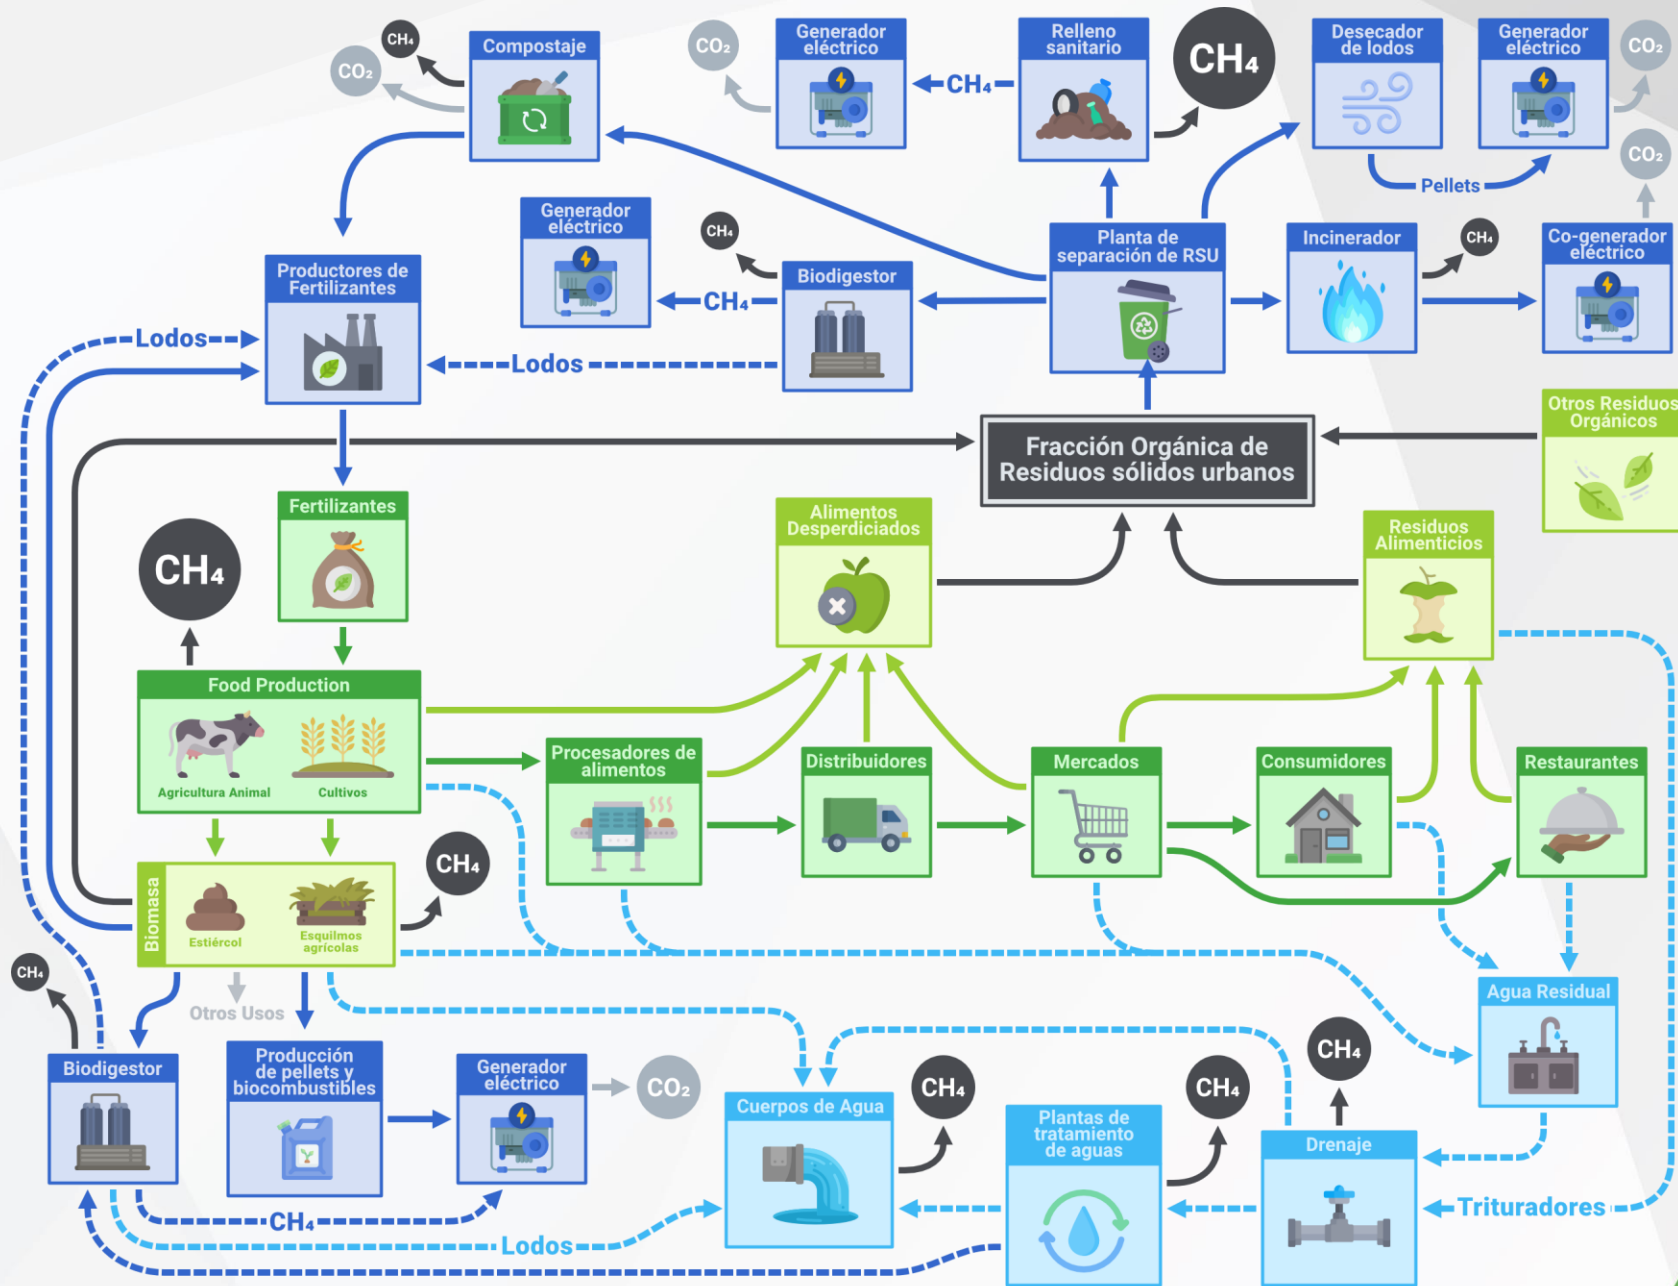 CH₄
CO₂
Compostaje
CO₂
Generador
eléctrico
CH₄
Relleno
sanitario
CH₄
Desecador
de lodos
Generador
eléctrico
CO₂
Pellets
CO₂
Generador
eléctrico
CH₄
CH₄
Biodigestor
Planta de
separación de RSU
Incinerador
CH₄
Co-generador
eléctrico
Productores de
Fertilizantes
Lodos
Lodos
Fracción Orgánica de
Residuos sólidos urbanos
Otros Residuos
Orgánicos
Fertilizantes
CH₄
Alimentos
Desperdiciados
Residuos
Alimenticios
Food Production
Agricultura Animal
Cultivos
Procesadores de
alimentos
Distribuidores
Mercados
Consumidores
Restaurantes
Biomasa
Estiércol
Esquilmos
agrícolas
CH₄
CH₄
Otros Usos
Agua Residual
Biodigestor
Producción
de pellets y
biocombustibles
Generador
eléctrico
CO₂
Cuerpos de Agua
CH₄
Plantas de
tratamiento
de aguas
CH₄
CH₄
Drenaje
Trituradores
CH₄
Lodos